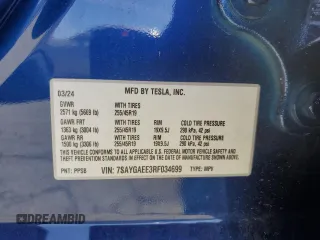 03/24
MFD BY TESLA, INC.
GVWR WITH TIRES
2571 kg (5669 lb) 255/45R19
GAWR FRT WITH TIRES RIM COLD TIRE PRESSURE
1363 kg (3004 lb) 255/45R19 19X9.5J 290 kPa, 42 psi
GAWR RR WITH TIRES RIM COLD TIRE PRESSURE
1500 kg (3306 lb) 255/45R19 19X9.5J 290 kPa, 42 psi
THIS VEHICLE CONFORMS TO ALL APPLICABLE FEDERAL
MOTOR VEHICLE SAFETY AND THEFT PREVENTION STANDARDS
IN EFFECT ON THE DATE OF MANUFACTURE SHOWN ABOVE.
PNT: PPSB VIN: 7SAYGAEE3RF034699 TYPE: MPV
DREAMBID